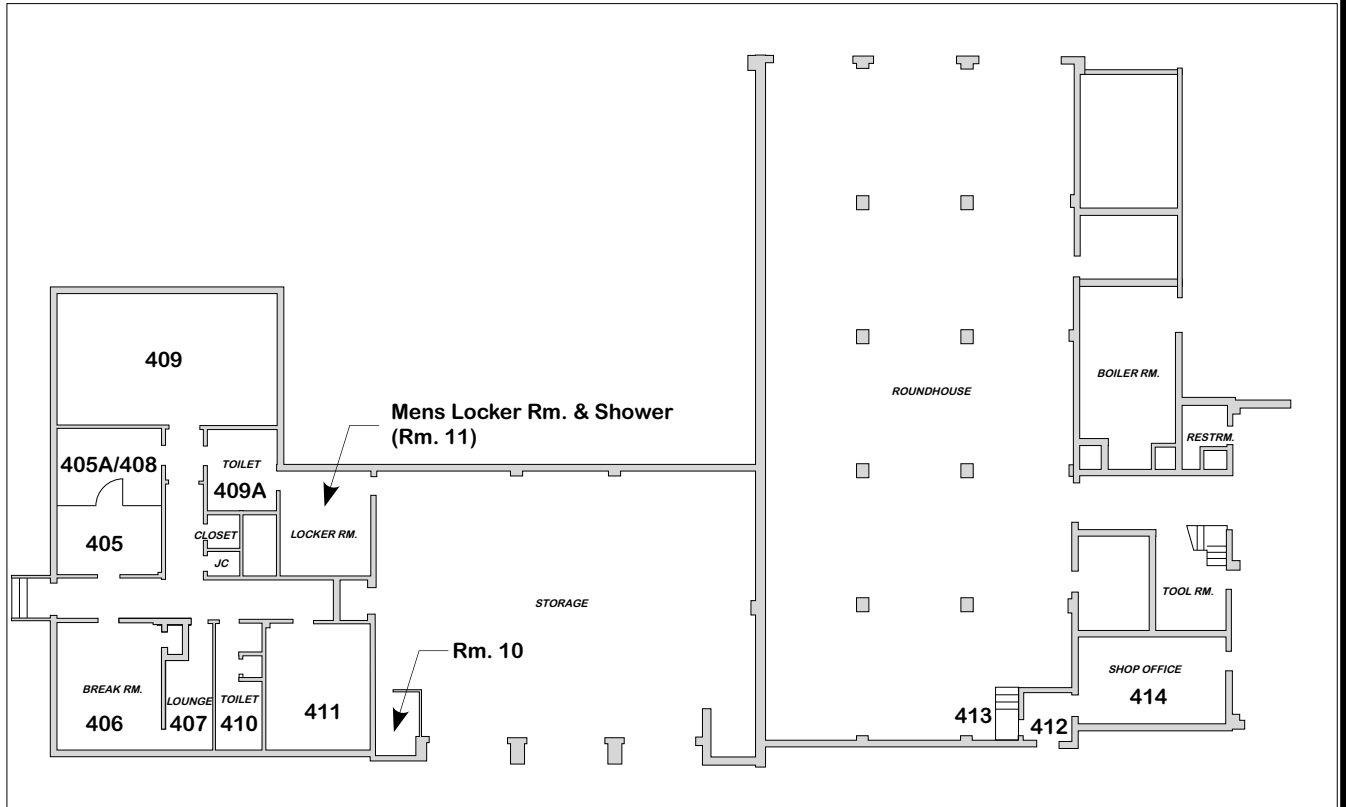 409
Mens Locker Rm. & Shower
(Rm. 11)
405A/408
TOILET
409A
405
CLOSET
JC
LOCKER RM.
STORAGE
Rm. 10
BREAK RM.
406
LOUNGE
407
TOILET
410
411
ROUNDHOUSE
BOILER RM.
RESTRM.
TOOL RM.
SHOP OFFICE
414
413
412